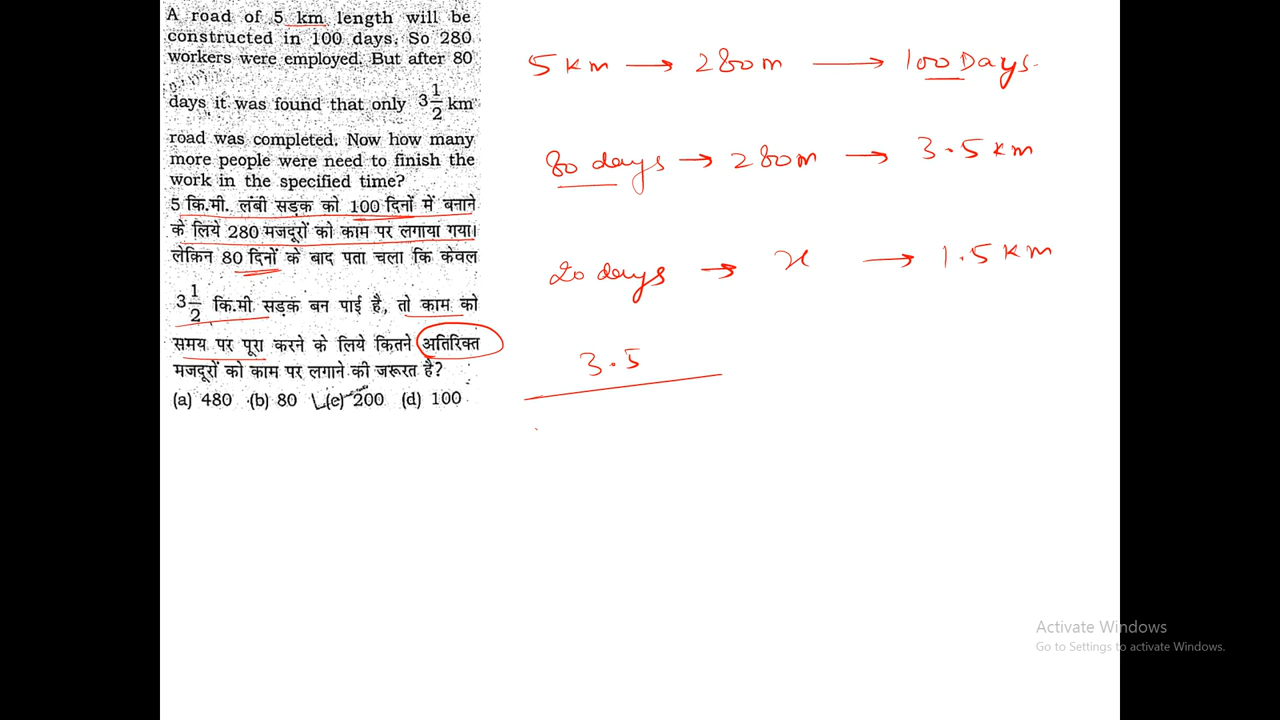 A road of 5 km length will be
constructed in 100 days. So 280
workers were employed. But after 80
days it was found that only 3 1/2 km
road was completed. Now how many
more people were need to finish the
work in the specified time?
5 कि.मी. लंबी सड़क को 100 दिनों में बनाने
के लिये 280 मजदूरों को काम पर लगाया गया।
लेकिन 80 दिनों के बाद पता चला कि केवल
3 1/2 कि.मी सड़क बन पाई है, तो काम को
समय पर पूरा करने के लिये कितने अतिरिक्त
मजदूरों को काम पर लगाने की जरूरत है?
(a) 480 (b) 80 (e) 200 (d) 100
5 km → 280 m → 100 Days.
80 days → 280m → 3.5 km
20 days → x → 1.5 km
3.5
Activate Windows
Go to Settings to activate Windows.